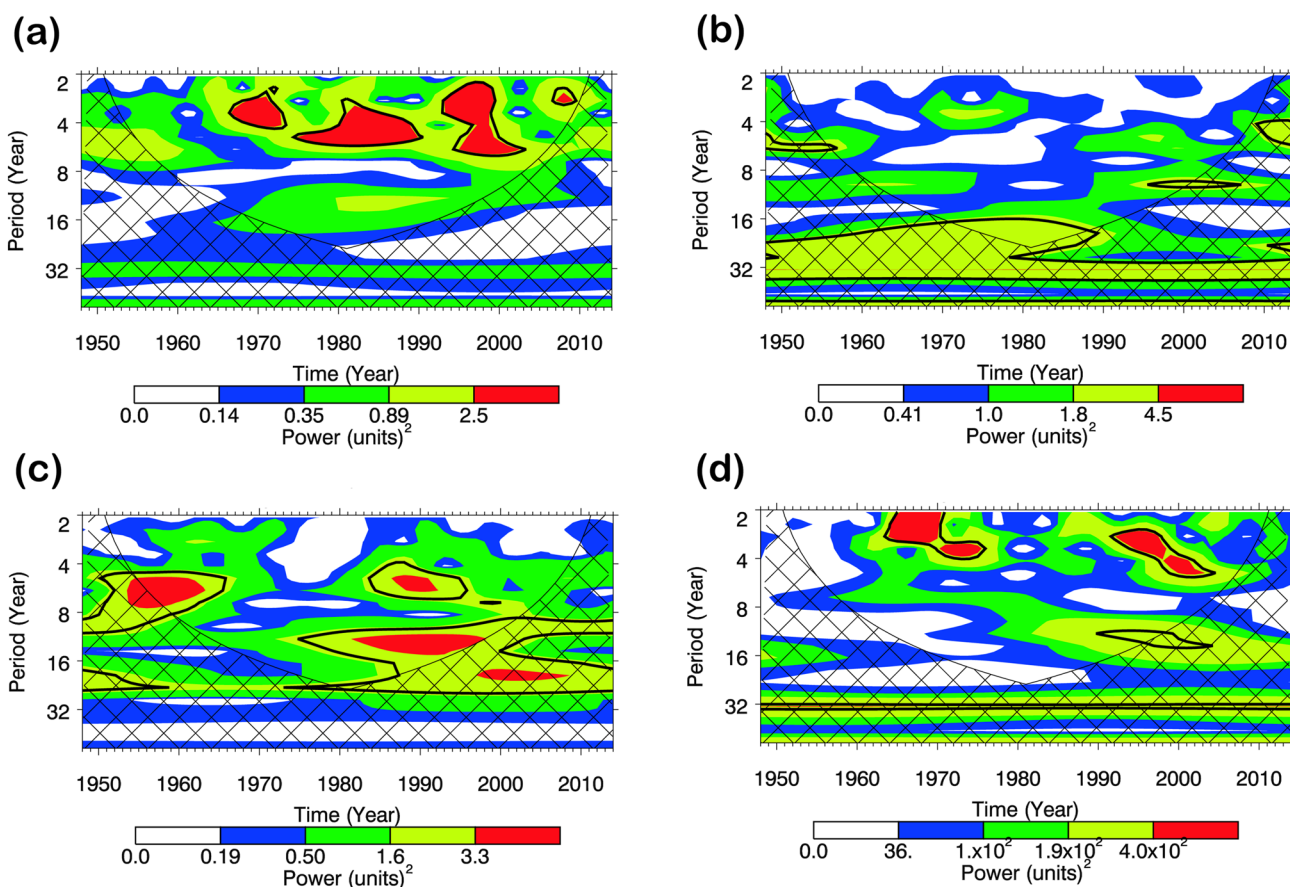 (a)
Period (Year)
2
4
8
16
32
1950 1960 1970 1980 1990 2000 2010
Time (Year)
0.0 0.14 0.35 0.89 2.5
Power (units)2
(b)
Period (Year)
2
4
8
16
32
1950 1960 1970 1980 1990 2000 2010
Time (Year)
0.0 0.41 1.0 1.8 4.5
Power (units)2
(c)
Period (Year)
2
4
8
16
32
1950 1960 1970 1980 1990 2000 2010
Time (Year)
0.0 0.19 0.50 1.6 3.3
Power (units)2
(d)
Period (Year)
2
4
8
16
32
1950 1960 1970 1980 1990 2000 2010
Time (Year)
0.0 36. 1.x102 1.9x102 4.0x102
Power (units)2